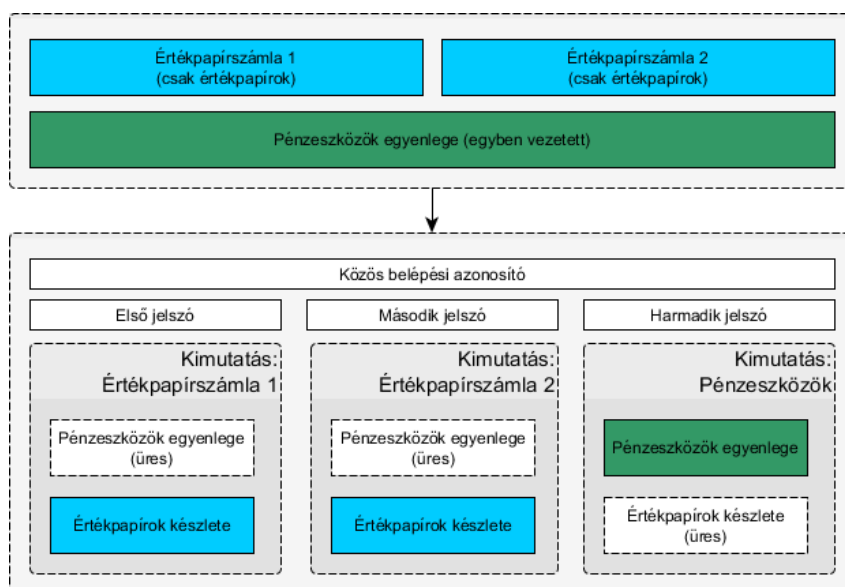 Értékpapírszámla 1
(csak értékpapírok)
Értékpapírszámla 2
(csak értékpapírok)
Pénzeszközök egyenlege (egyben vezetett)
Közös belépési azonosító
Első jelszó
Második jelszó
Harmadik jelszó
Kimutatás:
Értékpapírszámla 1
Kimutatás:
Értékpapírszámla 2
Kimutatás:
Pénzeszközök
Pénzeszközök egyenlege
(üres)
Pénzeszközök egyenlege
(üres)
Pénzeszközök egyenlege
Értékpapírok készlete
Értékpapírok készlete
Értékpapírok készlete
(üres)